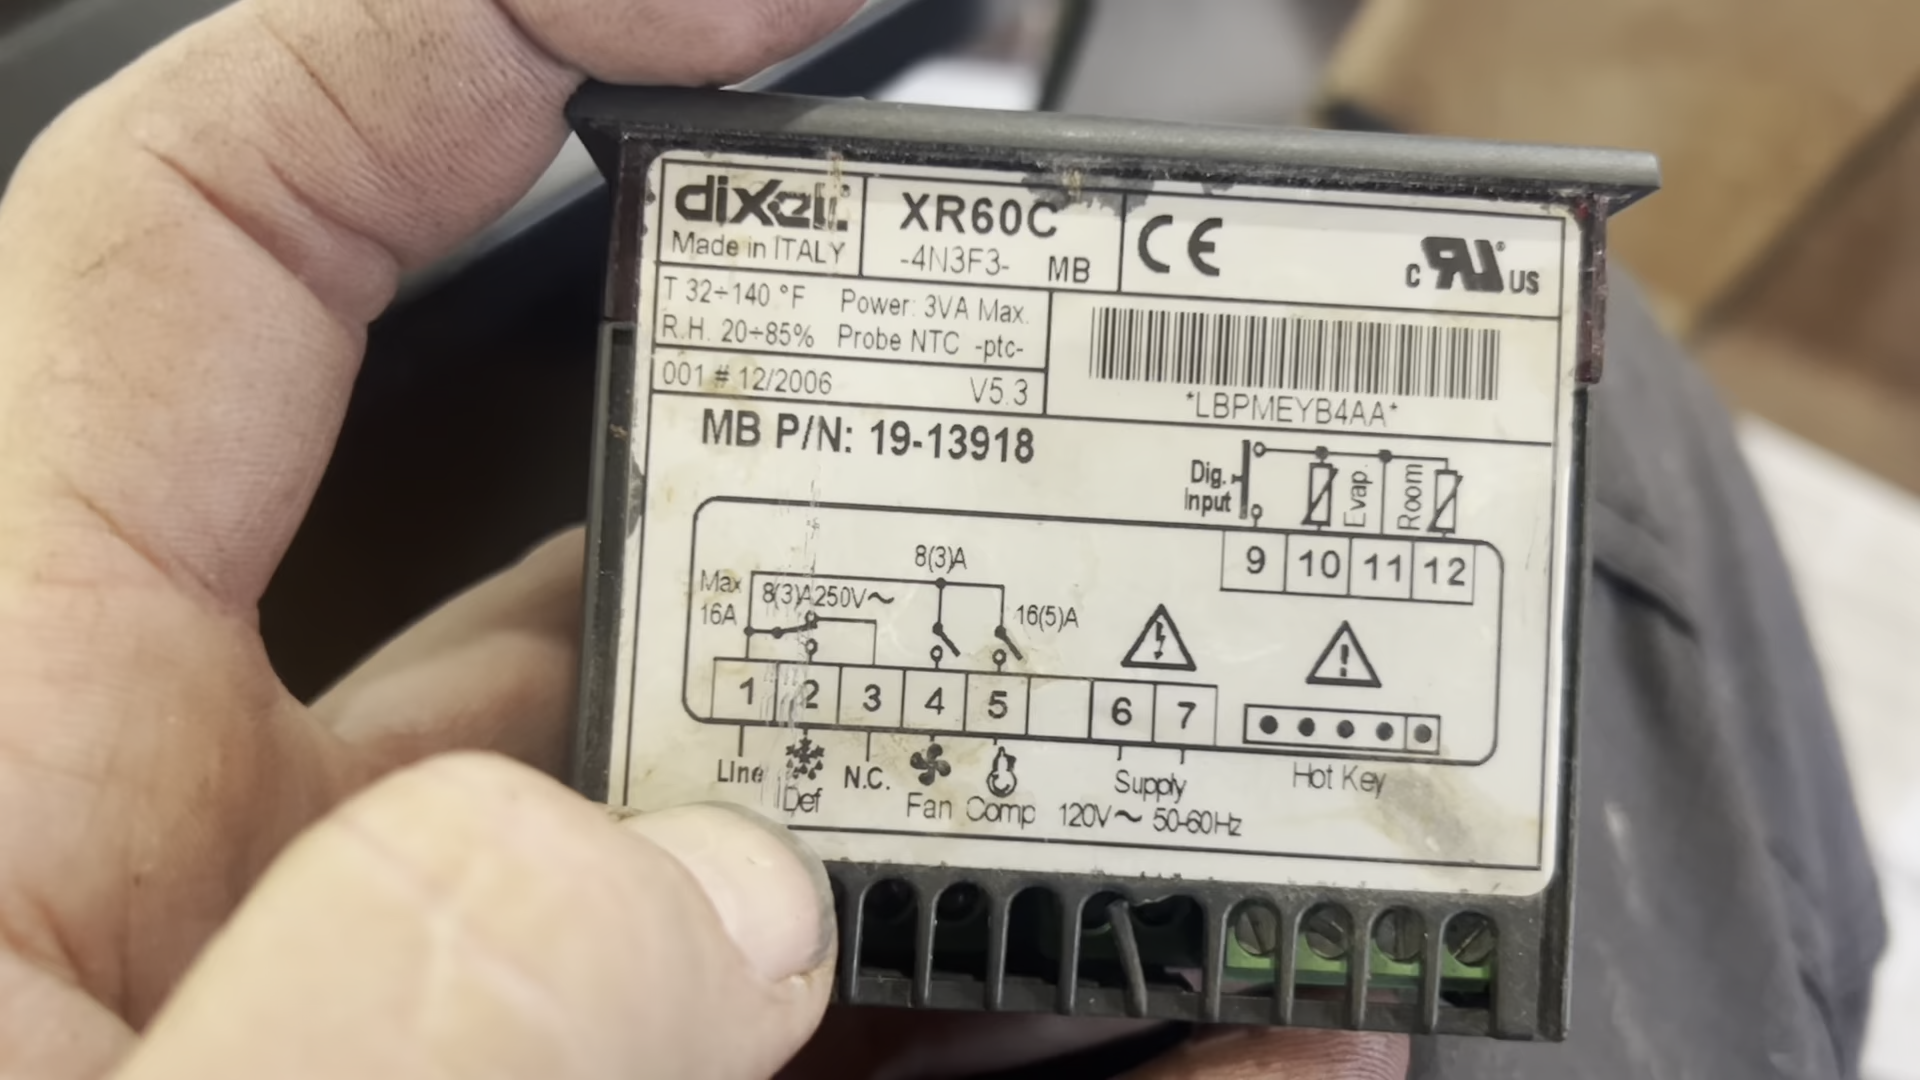 dixell
Made in ITALY
XR60C
-4N3F3- MB
CE
c RU® US
T 32÷140 °F Power: 3VA Max.
R.H. 20÷85% Probe NTC -ptc-
001 # 12/2006 V5.3
*LBPMEYB4AA*
MB P/N: 19-13918
Dig.
Input
Evap.
Room
9 10 11 12
8(3)A
Max
16A
8(3)A250V~
16(5)A
1 2 3 4 5 6 7
Line Def N.C. Fan Comp
Supply
120V~ 50-60Hz
Hot Key